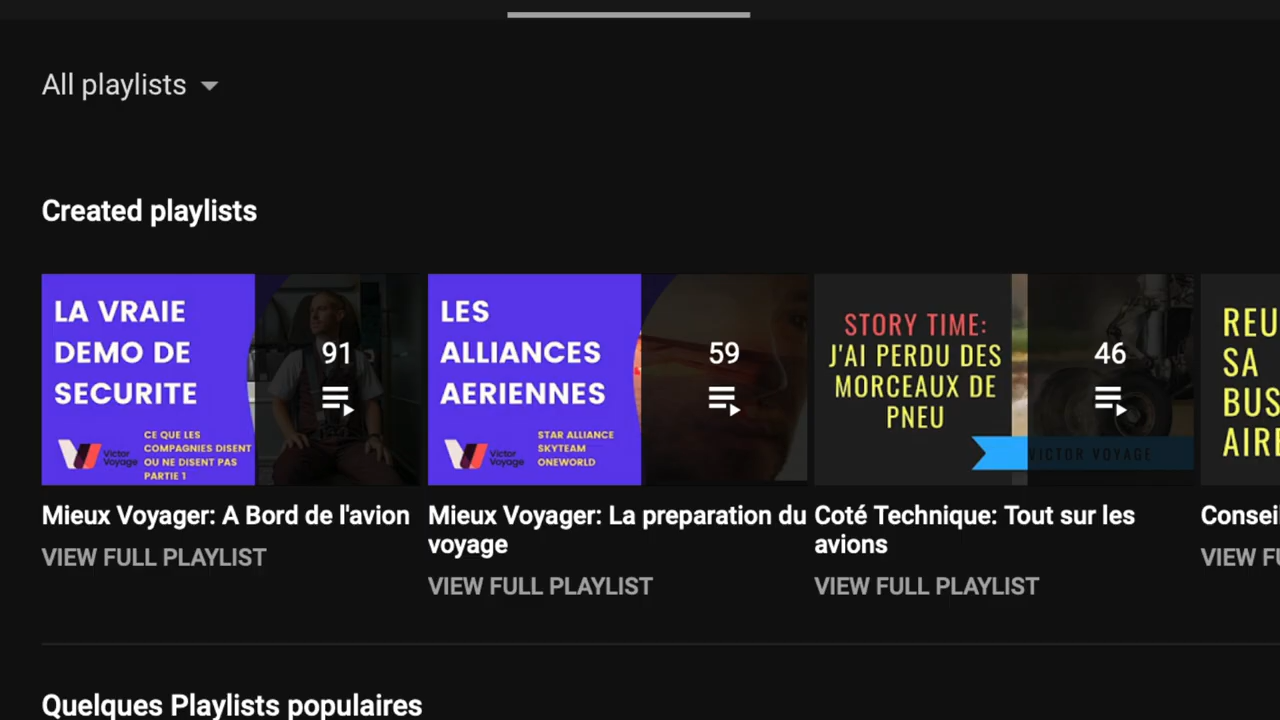 All playlists
Created playlists
LA VRAIE
DEMO DE
SECURITE
Victor
Voyage
CE QUE LES
COMPAGNIES DISENT
OU NE DISENT PAS
PARTIE 1
91
LES
ALLIANCES
AERIENNES
Victor
Voyage
STAR ALLIANCE
SKYTEAM
ONEWORLD
59
STORY TIME:
J'AI PERDU DES
MORCEAUX DE
PNEU
VICTOR VOYAGE
46
REU
SA
BUS
AIRE
Mieux Voyager: A Bord de l'avion
VIEW FULL PLAYLIST
Mieux Voyager: La preparation du
voyage
VIEW FULL PLAYLIST
Coté Technique: Tout sur les
avions
VIEW FULL PLAYLIST
Consei
VIEW FU
Quelques Playlists populaires